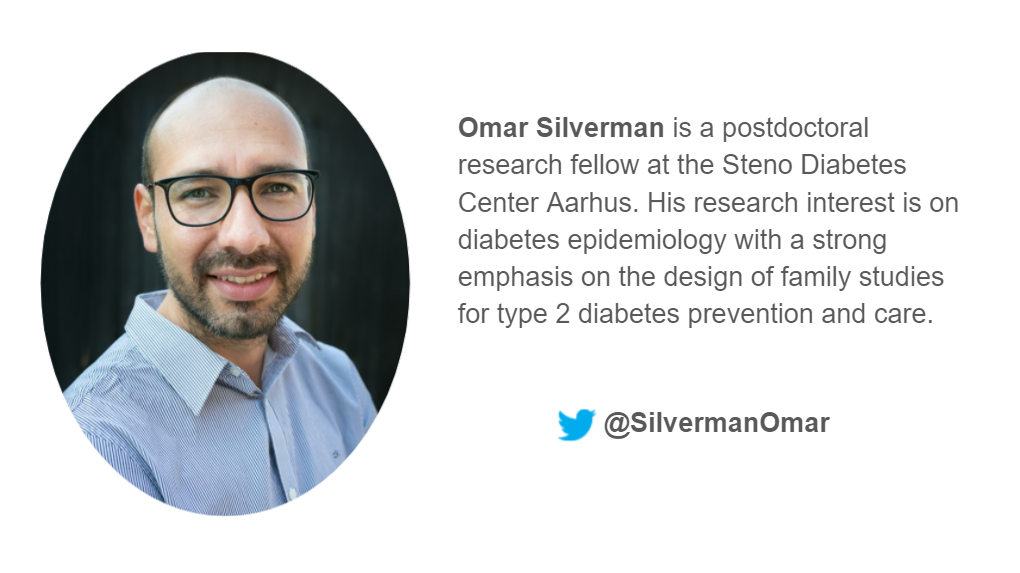 Omar Silverman is a postdoctoral
research fellow at the Steno Diabetes
Center Aarhus. His research interest is on
diabetes epidemiology with a strong
emphasis on the design of family studies
for type 2 diabetes prevention and care.
@SilvermanOmar